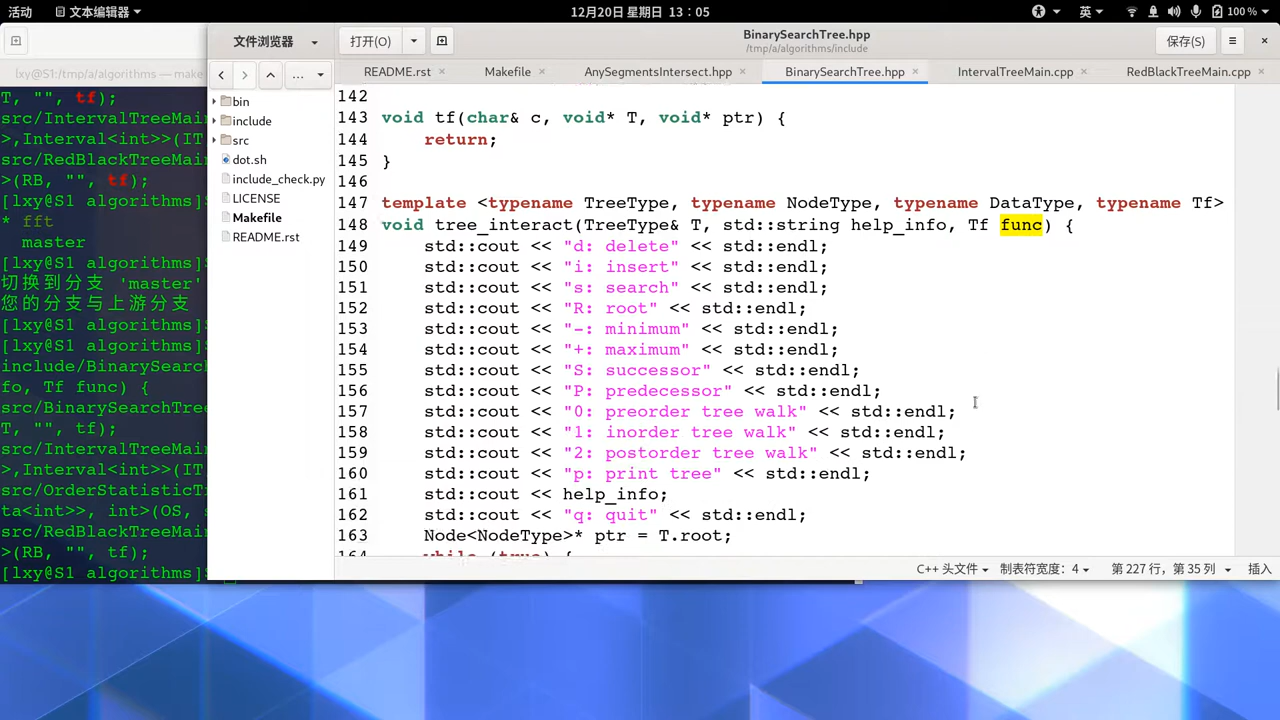 活动
文本编辑器
12月20日 星期日 13：05
英
100 %
lxy@S1:/tmp/a/algorithms — make
T, "", tf);
src/IntervalTreeMai
>,Interval<int>>(IT
src/RedBlackTreeMai
>(RB, "", tf);
[lxy@S1 algorithms]
* fft
master
[lxy@S1 algorithms]
切换到分支 'master'
您的分支与上游分支
[lxy@S1 algorithms]
[lxy@S1 algorithms]
include/BinarySearc
fo, Tf func) {
src/BinarySearchTre
T, "", tf);
src/IntervalTreeMai
>,Interval<int>>(IT
src/OrderStatisticT
ta<int>>, int>(OS,
src/RedBlackTreeMai
>(RB, "", tf);
[lxy@S1 algorithms]
文件浏览器
打开(O)
BinarySearchTree.hpp
/tmp/a/algorithms/include
保存(S)
...
bin
include
src
dot.sh
include_check.py
LICENSE
Makefile
README.rst
README.rst
Makefile
AnySegmentsIntersect.hpp
BinarySearchTree.hpp
IntervalTreeMain.cpp
RedBlackTreeMain.cpp
142
143 void tf(char& c, void* T, void* ptr) {
144 return;
145 }
146
147 template <typename TreeType, typename NodeType, typename DataType, typename Tf>
148 void tree_interact(TreeType& T, std::string help_info, Tf func) {
149 std::cout << "d: delete" << std::endl;
150 std::cout << "i: insert" << std::endl;
151 std::cout << "s: search" << std::endl;
152 std::cout << "R: root" << std::endl;
153 std::cout << "-: minimum" << std::endl;
154 std::cout << "+: maximum" << std::endl;
155 std::cout << "S: successor" << std::endl;
156 std::cout << "P: predecessor" << std::endl;
157 std::cout << "0: preorder tree walk" << std::endl;
158 std::cout << "1: inorder tree walk" << std::endl;
159 std::cout << "2: postorder tree walk" << std::endl;
160 std::cout << "p: print tree" << std::endl;
161 std::cout << help_info;
162 std::cout << "q: quit" << std::endl;
163 Node<NodeType>* ptr = T.root;
164 while (true) {
C++ 头文件
制表符宽度：4
第 227 行，第 35 列
插入